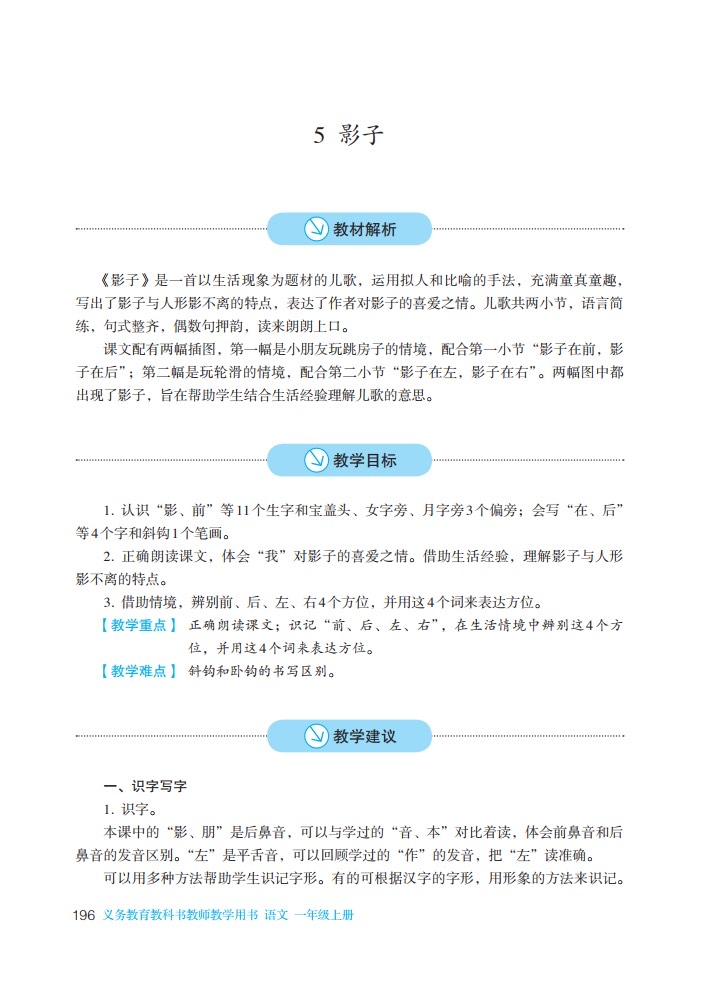 5 影子
教材解析
《影子》是一首以生活现象为题材的儿歌，运用拟人和比喻的手法，充满童真童趣，
写出了影子与人形影不离的特点，表达了作者对影子的喜爱之情。儿歌共两小节，语言简
练，句式整齐，偶数句押韵，读来朗朗上口。
课文配有两幅插图，第一幅是小朋友玩跳房子的情境，配合第一小节“影子在前，影
子在后”；第二幅是玩轮滑的情境，配合第二小节“影子在左，影子在右”。两幅图中都
出现了影子，旨在帮助学生结合生活经验理解儿歌的意思。
教学目标
1. 认识“影、前”等11个生字和宝盖头、女字旁、月字旁3个偏旁；会写“在、后”
等4个字和斜钩1个笔画。
2. 正确朗读课文，体会“我”对影子的喜爱之情。借助生活经验，理解影子与人形
影不离的特点。
3. 借助情境，辨别前、后、左、右4个方位，并用这4个词来表达方位。
【教学重点】 正确朗读课文；识记“前、后、左、右”，在生活情境中辨别这4个方
位，并用这4个词来表达方位。
【教学难点】 斜钩和卧钩的书写区别。
教学建议
一、识字写字
1. 识字。
本课中的“影、朋”是后鼻音，可以与学过的“音、本”对比着读，体会前鼻音和后
鼻音的发音区别。“左”是平舌音，可以回顾学过的“作”的发音，把“左”读准确。
可以用多种方法帮助学生识记字形。有的可根据汉字的字形，用形象的方法来识记。
196 义务教育教科书教师教学用书 语文 一年级上册